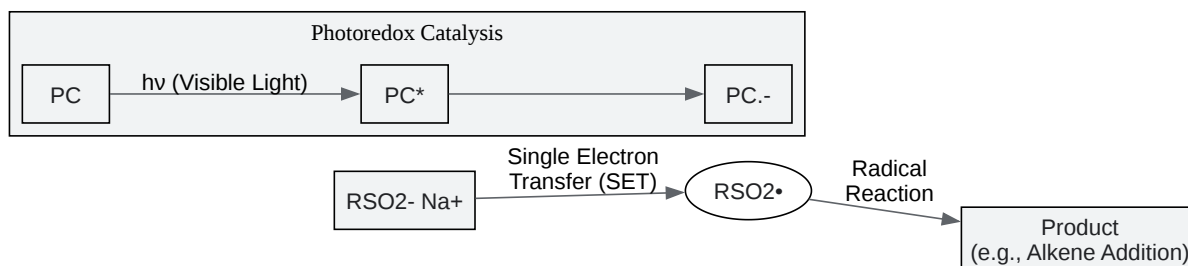 Photoredox Catalysis
PC
hν (Visible Light)
PC*
PC.-
Single Electron
Transfer (SET)
RSO2- Na+
RSO2•
Radical
Reaction
Product
(e.g., Alkene Addition)